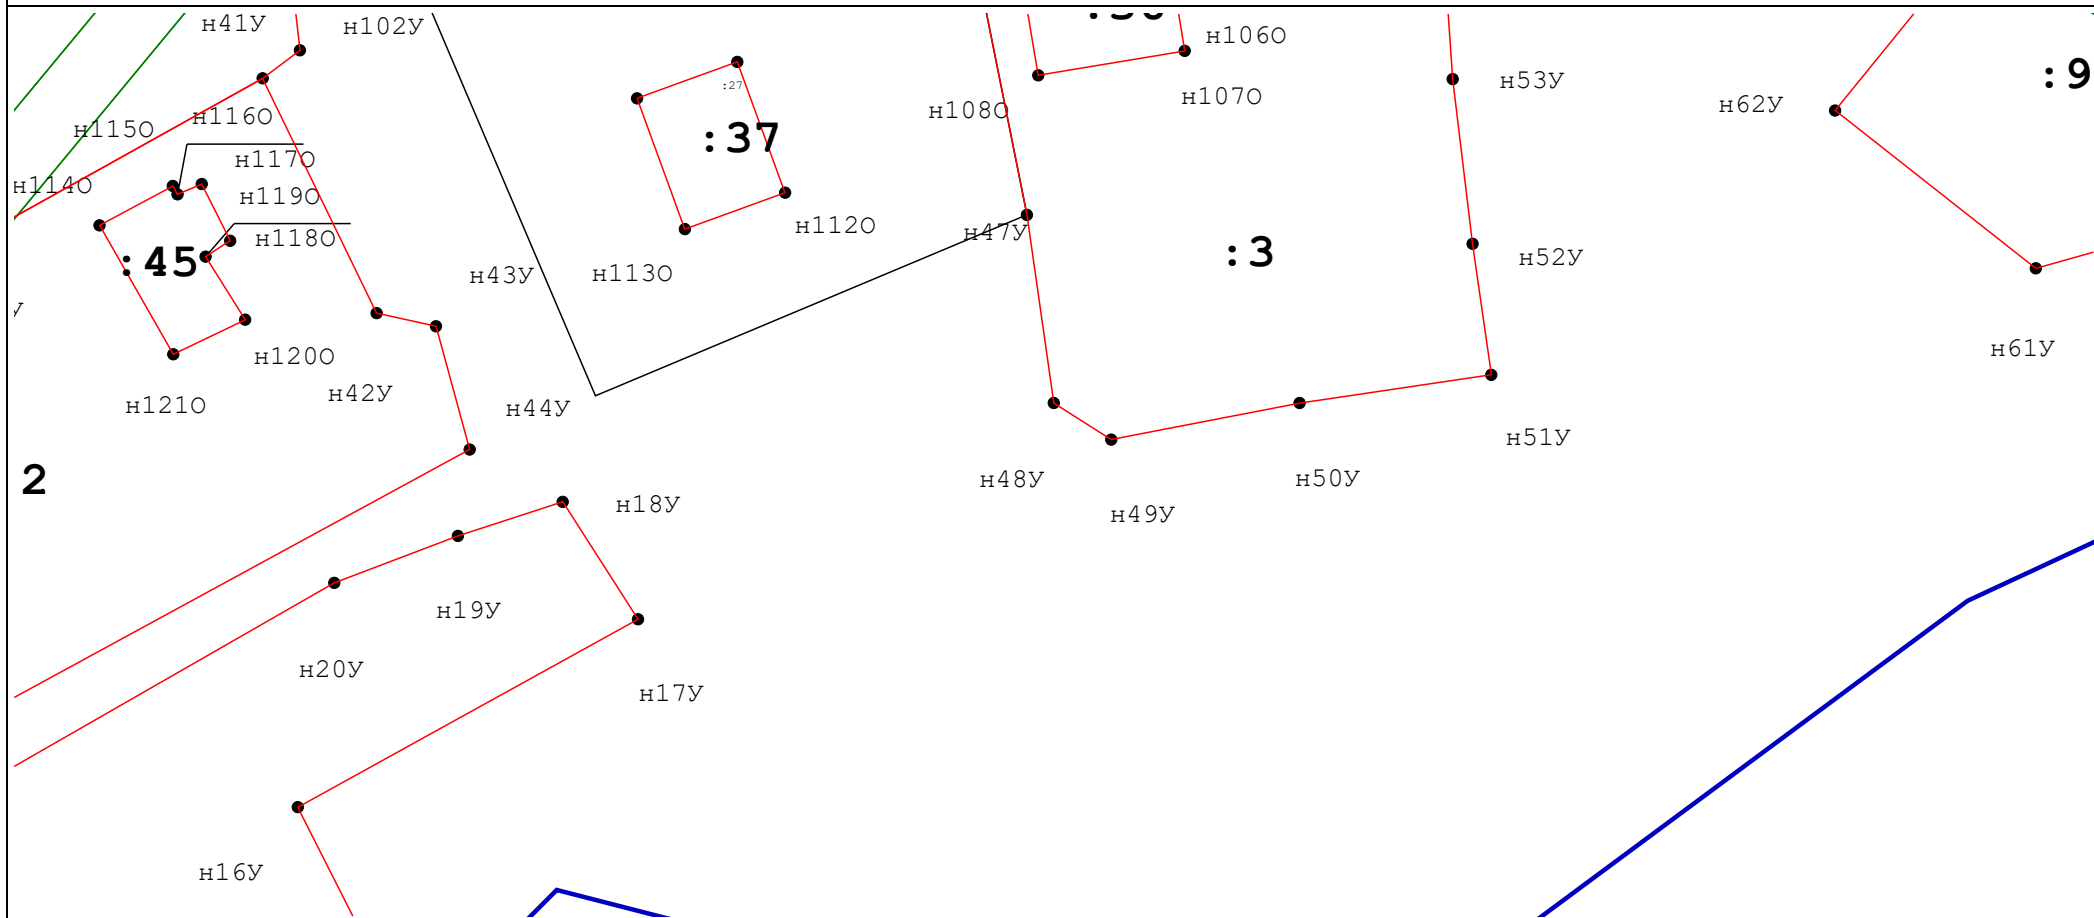 н41У
н102У
н106О
н53У
:9
:27
н62У
н107О
н108О
н116О
н115О
:37
н117О
н114О
н119О
н112О
н47У
н118О
:3
н52У
:45
н43У
н113О
У
н61У
н120О
н42У
н121О
н44У
н51У
2
н48У
н50У
н18У
н49У
н19У
н20У
н17У
н16У